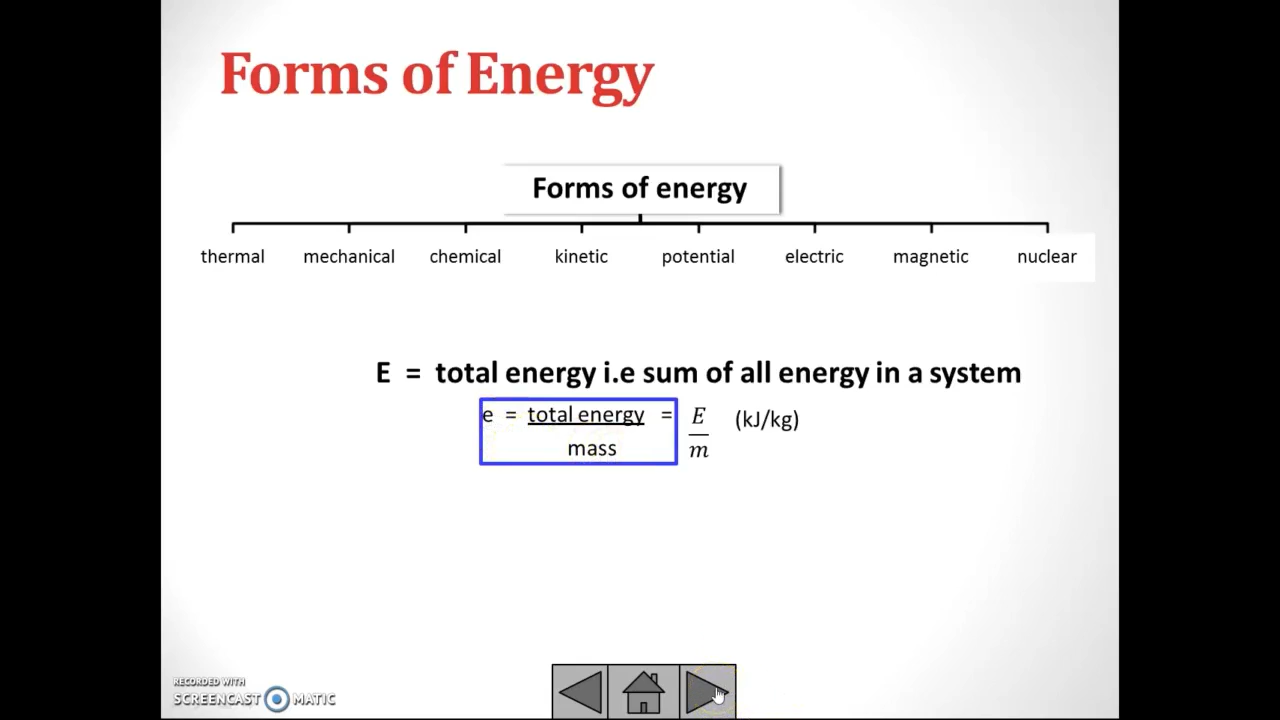 Forms of Energy
Forms of energy
thermal mechanical chemical kinetic potential electric magnetic nuclear
E = total energy i.e sum of all energy in a system
e = total energy = E (kJ/kg)
mass m
RECORDED WITH
SCREENCAST MATIC